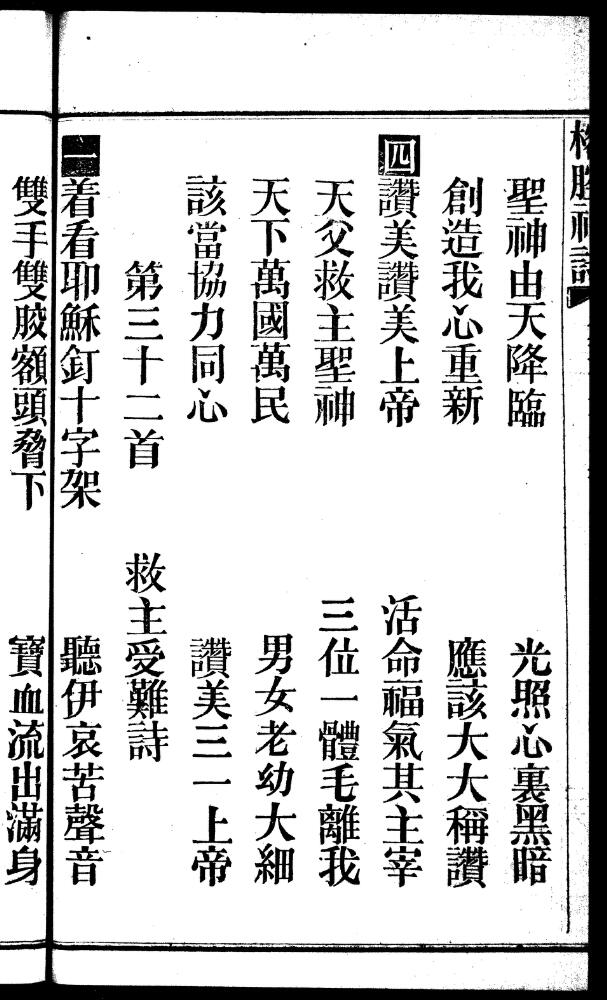 榕腔神詩
聖神由天降臨　光照心裏黑暗
創造我心重新　應該大大稱讚
四 讚美讚美上帝　活命福氣其主宰
天父救主聖神　三位一體毛離我
天下萬國萬民　男女老幼大細
該當協力同心　讚美三一上帝
第三十二首　救主受難詩
一 着看耶穌釘十字架　聽伊哀苦聲音
雙手雙胶額頭脅下　寶血流出滿身